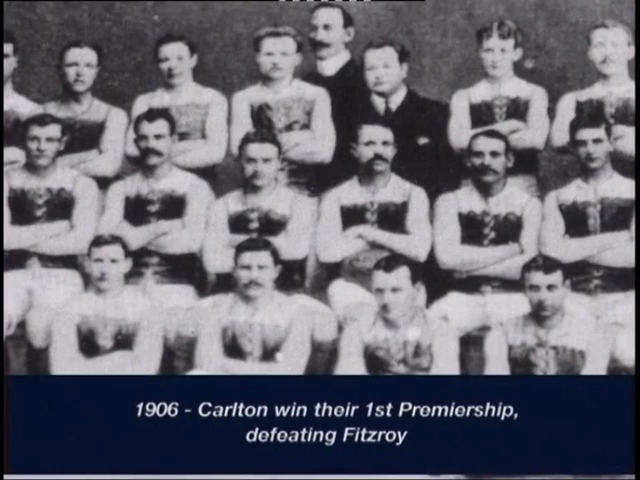 1906 - Carlton win their 1st Premiership,
defeating Fitzroy